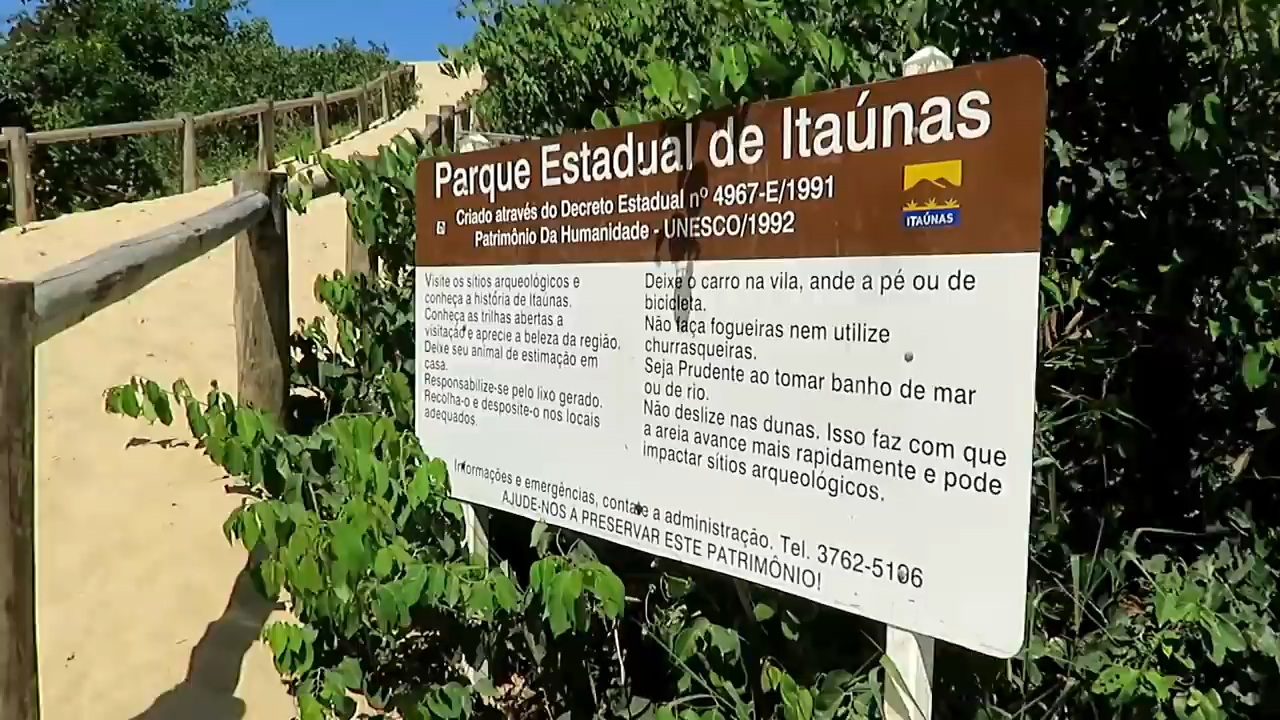 Parque Estadual de Itaúnas
Criado através do Decreto Estadual nº 4967-E/1991
Patrimônio Da Humanidade - UNESCO/1992
ITAÚNAS
Visite os sítios arqueológicos e
conheça a história de Itaúnas.
Conheça as trilhas abertas a
visitação e aprecie a beleza da região.
Deixe seu animal de estimação em
casa.
Responsabilize-se pelo lixo gerado.
Recolha-o e desposite-o nos locais
adequados.
Deixe o carro na vila, ande a pé ou de
bicicleta.
Não faça fogueiras nem utilize
churrasqueiras.
Seja Prudente ao tomar banho de mar
ou de rio.
Não deslize nas dunas. Isso faz com que
a areia avance mais rapidamente e pode
impactar sítios arqueológicos.
Informações e emergências, contate a administração. Tel. 3762-5196
AJUDE-NOS A PRESERVAR ESTE PATRIMÔNIO!